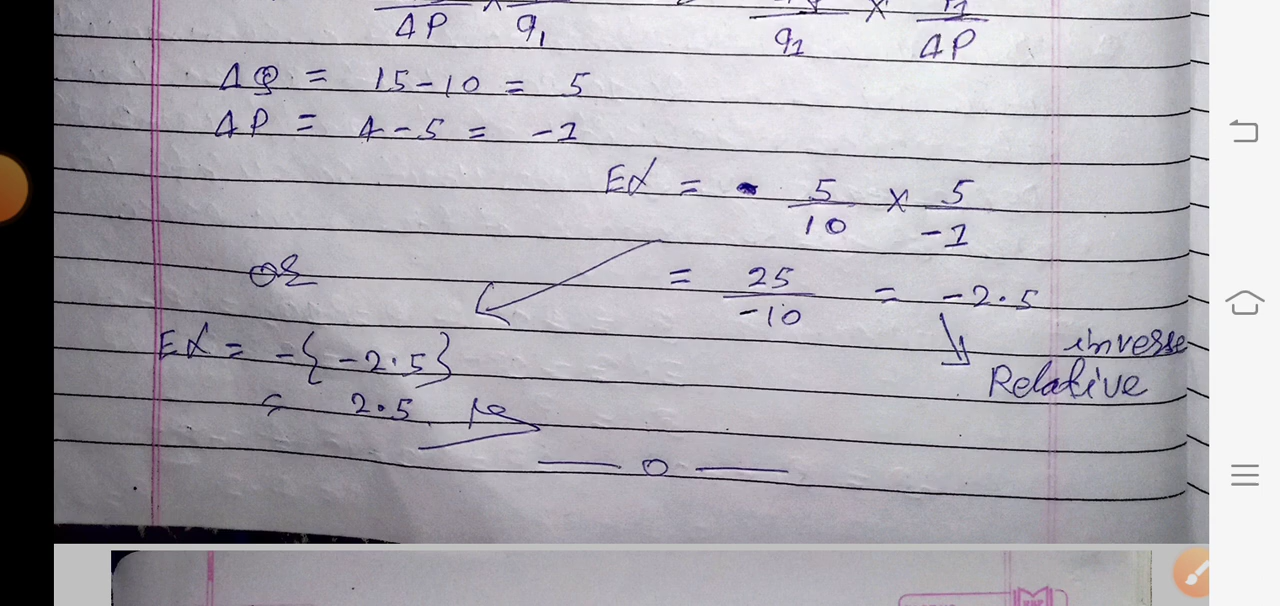 ΔP × q1 q1 × ΔP
ΔQ = 15-10 = 5
ΔP = 4-5 = -1
Ed = - 5/10 × 5/-1
= 25/-10 = -2.5
OR
inverse
Relative
Ed = -{-2.5}
= 2.5
— o —